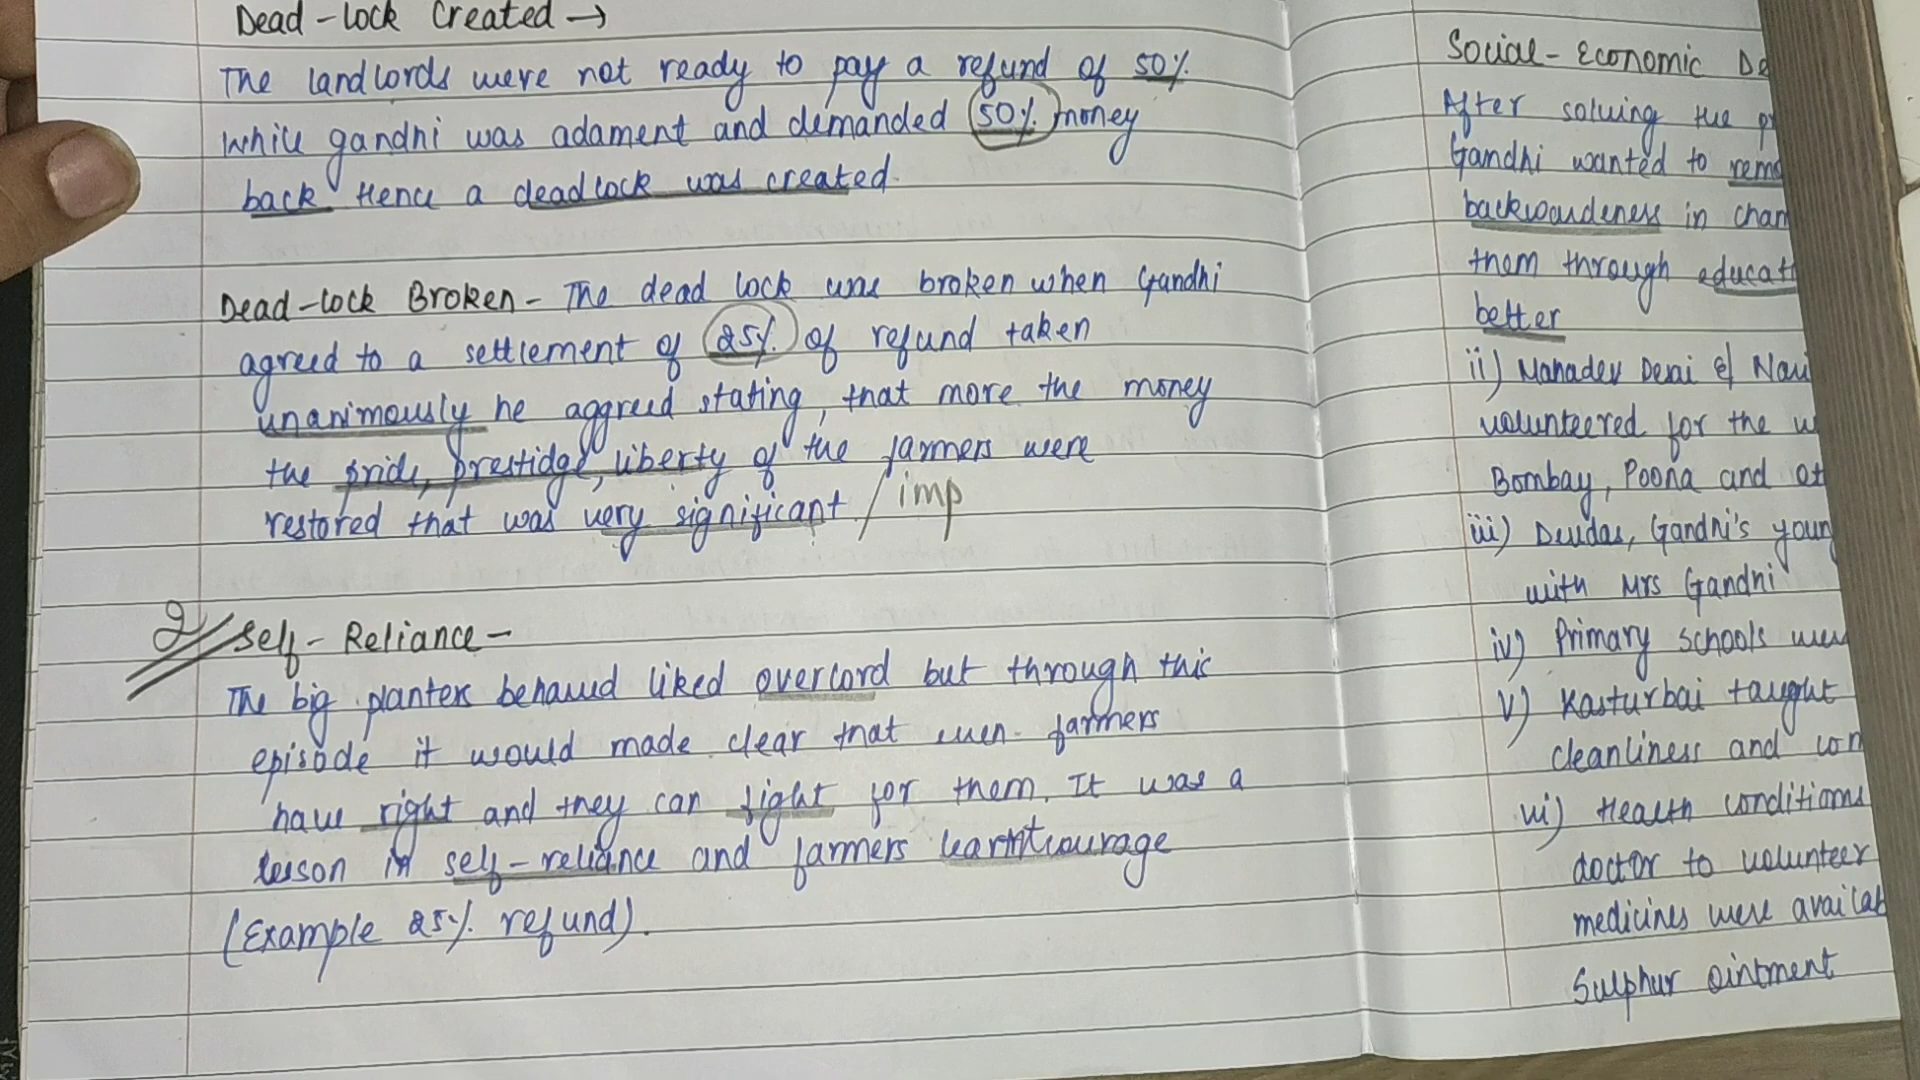 Dead-lock Created →
The landlords were not ready to pay a refund of 50%
while gandhi was adament and demanded 50% money
back Hence a deadlock was created.
Dead-lock Broken - The dead lock was broken when Gandhi
agreed to a settlement of 25% of refund taken
unanimously he aggreed stating, that more the money
the pride, prestidge, liberty of the farmers were
restored that was very significant / imp
2 Self-Reliance-
The big planters behaved liked overlord but through this
episode it would made clear that even farmers
have right and they can fight for them. It was a
lesson in self-reliance and farmers learnt courage
(Example 25% refund).
Social-Economic De
After solving the
Gandhi wanted to
backwardeness in
them through
better
ii) Mahadev Desai &
volunteered for the
Bombay, Poona and
iii) Devdas, Gandhi's
with Mrs Gandhi
iv) Primary schools
v) Kasturbai taught
cleanliness and
vi) Health conditions
doctor to volunteer
medicines were
Sulphur ointment